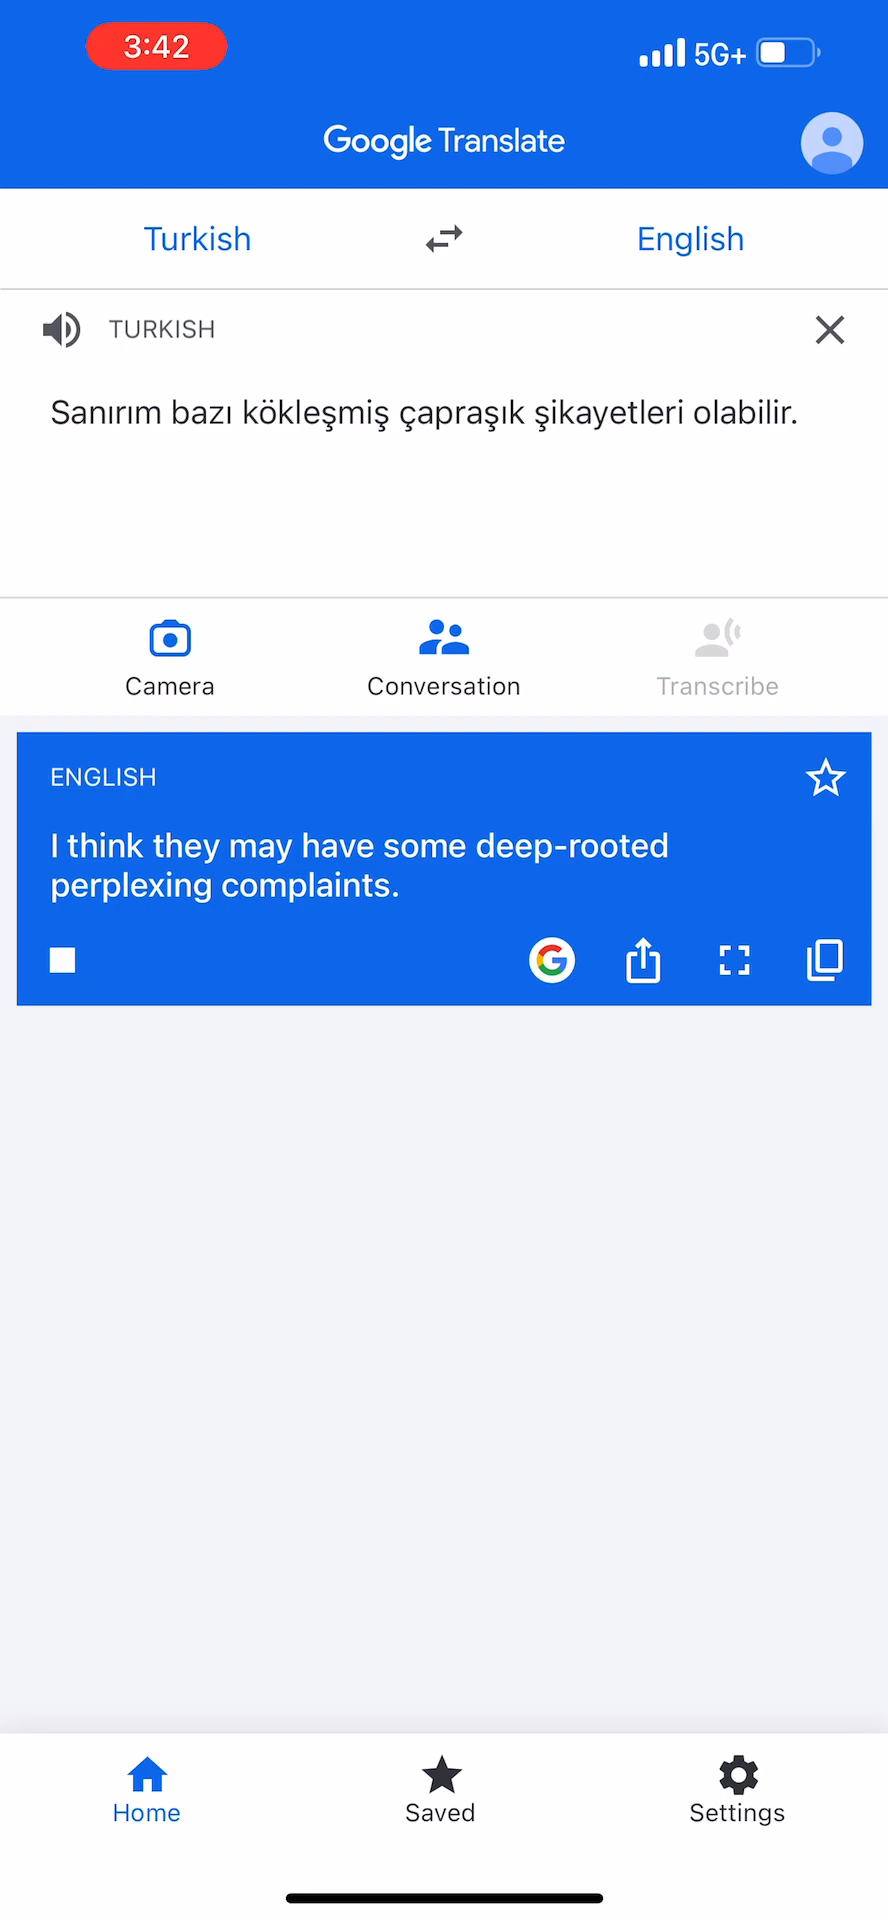 3:42
5G+
Google Translate
Turkish
English
TURKISH
Sanırım bazı kökleşmiş çapraşık şikayetleri olabilir.
Camera
Conversation
Transcribe
ENGLISH
I think they may have some deep-rooted
perplexing complaints.
G
Home
Saved
Settings